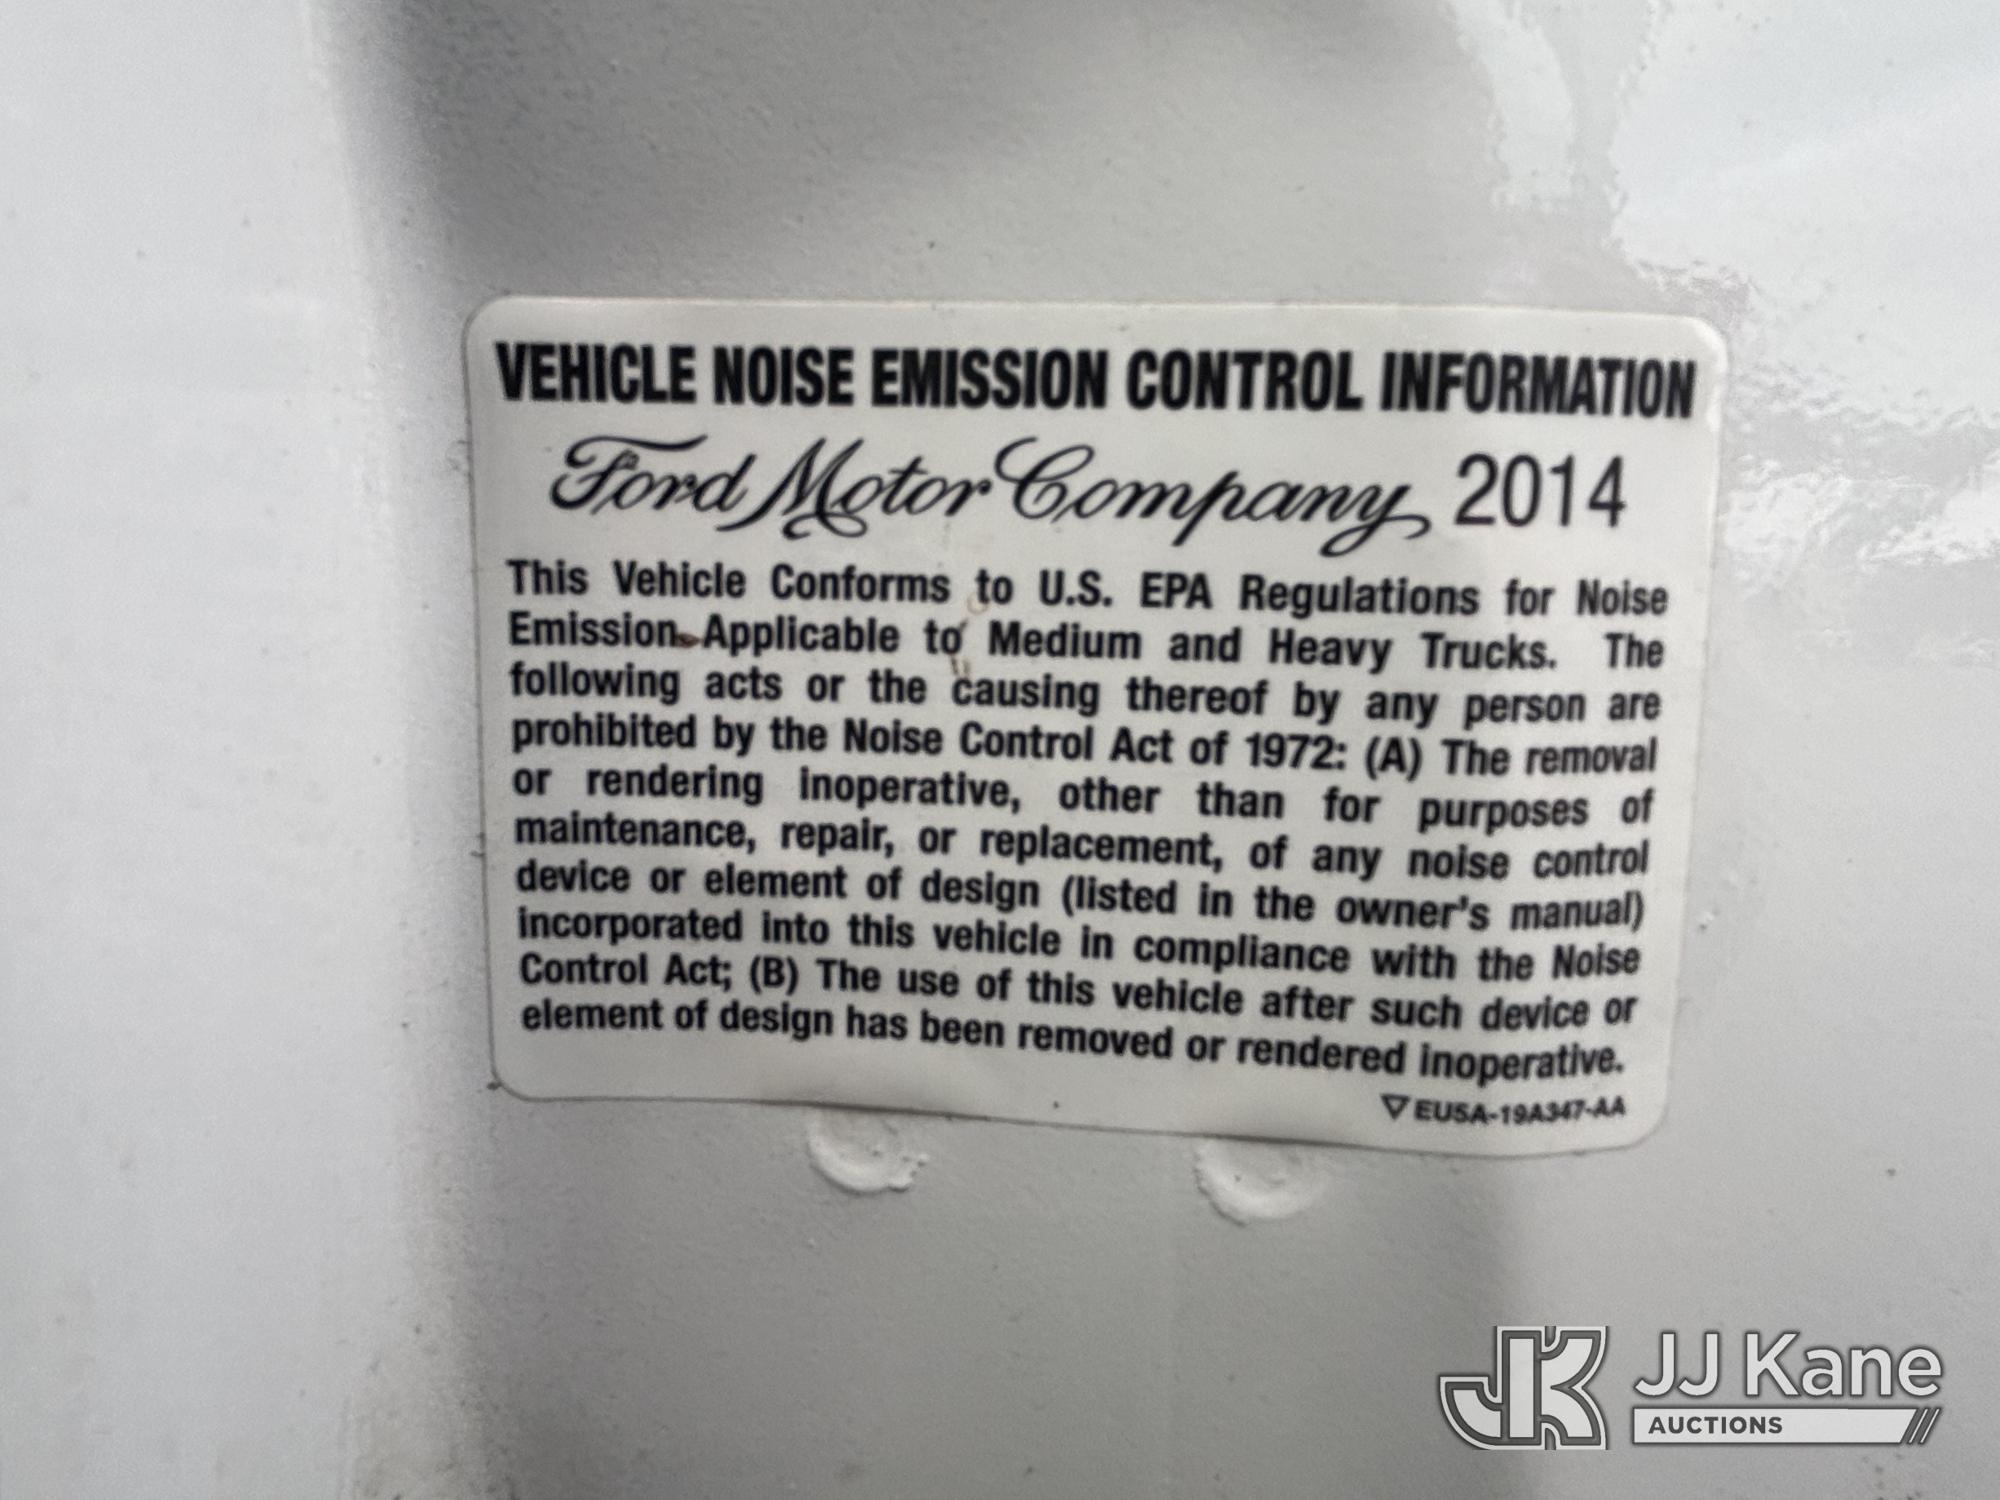 VEHICLE NOISE EMISSION CONTROL INFORMATION
Ford Motor Company 2014
This Vehicle Conforms to U.S. EPA Regulations for Noise
Emission Applicable to Medium and Heavy Trucks. The
following acts or the causing thereof by any person are
prohibited by the Noise Control Act of 1972: (A) The removal
or rendering inoperative, other than for purposes of
maintenance, repair, or replacement, of any noise control
device or element of design (listed in the owner's manual)
incorporated into this vehicle in compliance with the Noise
Control Act; (B) The use of this vehicle after such device or
element of design has been removed or rendered inoperative.
▽ EU5A-19A347-AA
JK JJ Kane
AUCTIONS